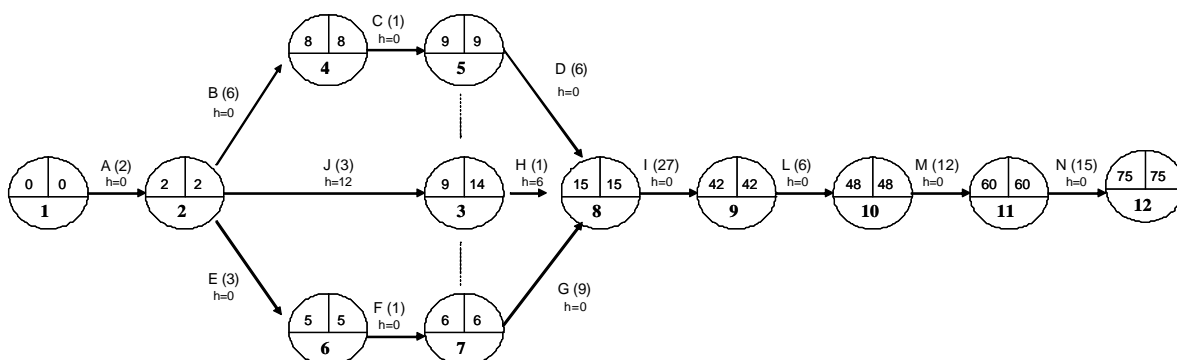 C (1)
h=0
8 8
4
9 9
5
D (6)
h=0
B (6)
h=0
A (2)
h=0
J (3)
h=12
H (1)
h=6
I (27)
h=0
L (6)
h=0
M (12)
h=0
N (15)
h=0
0 0
1
2 2
2
9 14
3
15 15
8
42 42
9
48 48
10
60 60
11
75 75
12
E (3)
h=0
G (9)
h=0
F (1)
h=0
5 5
6
6 6
7